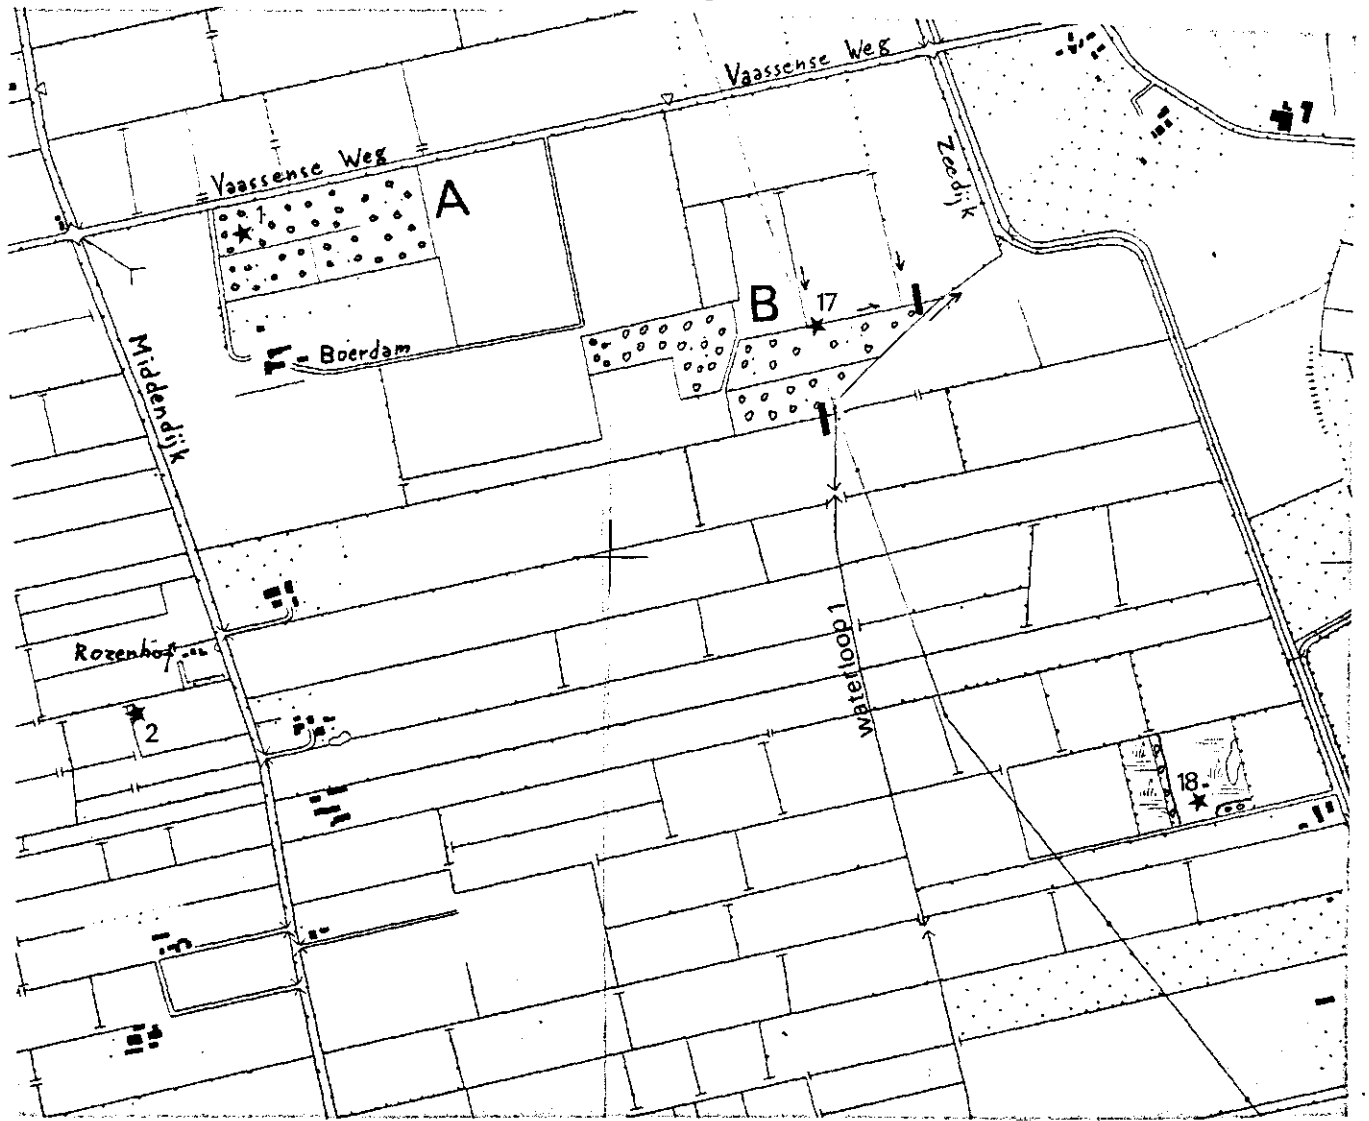 Vaassense Weg
Vaassense Weg
A
1
Zeedijk
B
17
Boerdam
Middendijk
Rozenhof
2
waterloop 1
18